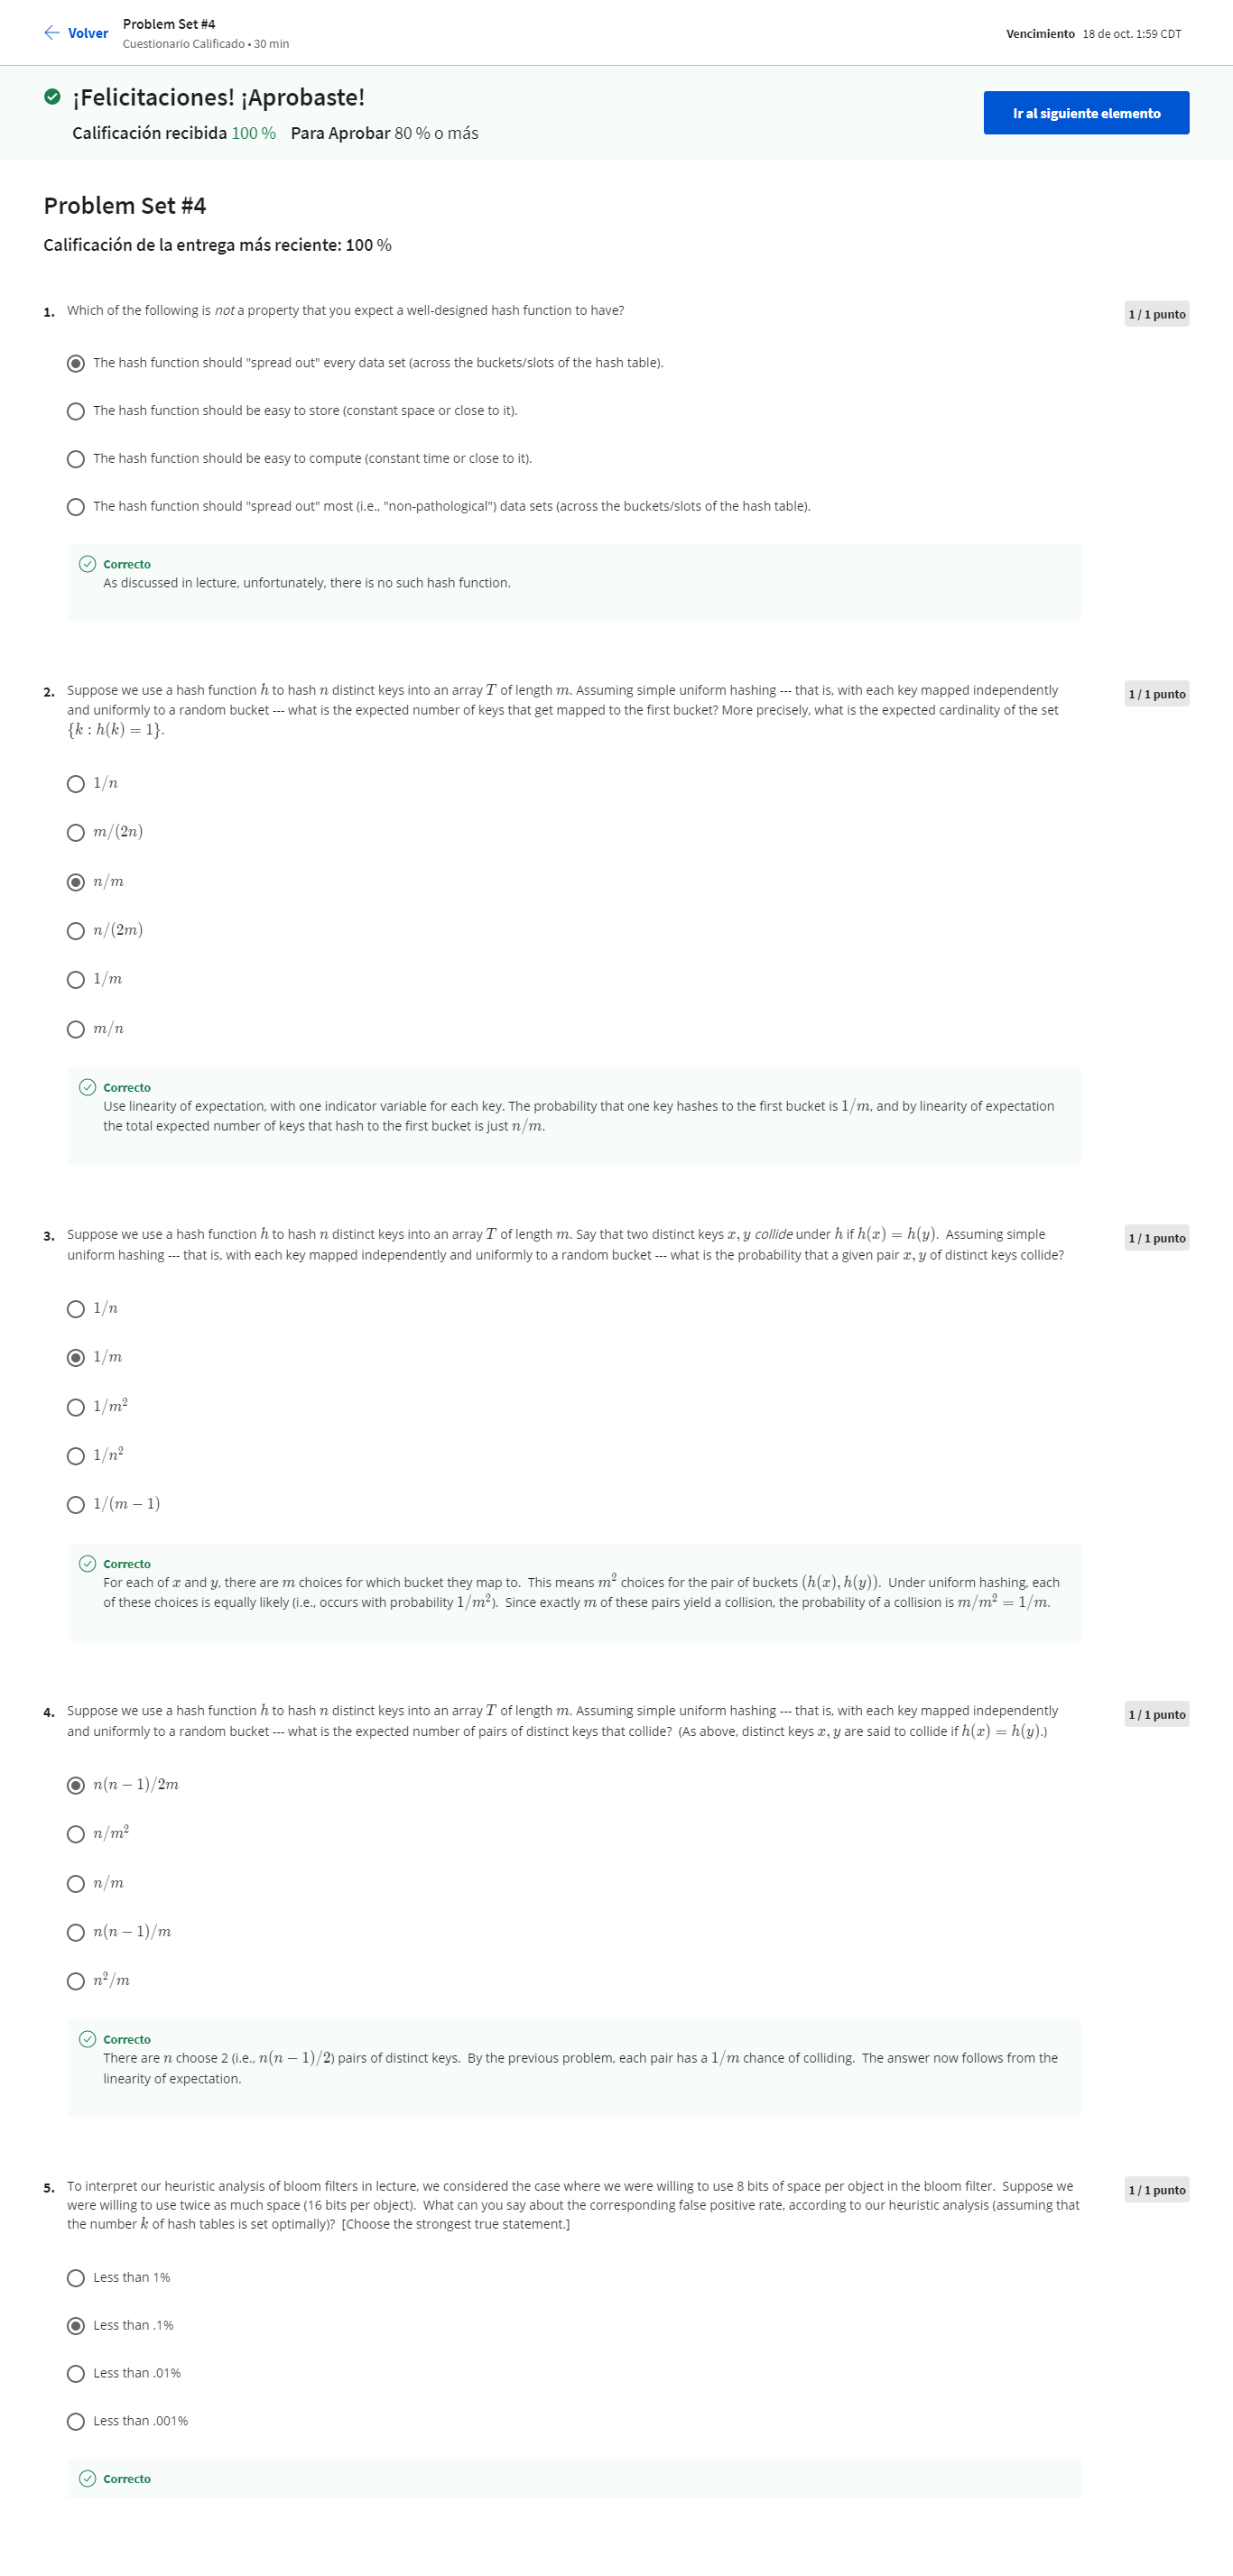 Volver
Problem Set #4
Cuestionario Calificado • 30 min
Vencimiento 18 de oct. 1:59 CDT
¡Felicitaciones! ¡Aprobaste!
Calificación recibida 100 % Para Aprobar 80 % o más
Ir al siguiente elemento
Problem Set #4
Calificación de la entrega más reciente: 100 %
1. Which of the following is not a property that you expect a well-designed hash function to have?
1 / 1 punto
The hash function should "spread out" every data set (across the buckets/slots of the hash table).
The hash function should be easy to store (constant space or close to it).
The hash function should be easy to compute (constant time or close to it).
The hash function should "spread out" most (i.e., "non-pathological") data sets (across the buckets/slots of the hash table).
Correcto
As discussed in lecture, unfortunately, there is no such hash function.
2. Suppose we use a hash function h to hash n distinct keys into an array T of length m. Assuming simple uniform hashing --- that is, with each key mapped independently
and uniformly to a random bucket --- what is the expected number of keys that get mapped to the first bucket? More precisely, what is the expected cardinality of the set
{k : h(k) = 1}.
1 / 1 punto
1/n
m/(2n)
n/m
n/(2m)
1/m
m/n
Correcto
Use linearity of expectation, with one indicator variable for each key. The probability that one key hashes to the first bucket is 1/m, and by linearity of expectation
the total expected number of keys that hash to the first bucket is just n/m.
3. Suppose we use a hash function h to hash n distinct keys into an array T of length m. Say that two distinct keys x, y collide under h if h(x) = h(y). Assuming simple
uniform hashing --- that is, with each key mapped independently and uniformly to a random bucket --- what is the probability that a given pair x, y of distinct keys collide?
1 / 1 punto
1/n
1/m
1/m²
1/n²
1/(m − 1)
Correcto
For each of x and y, there are m choices for which bucket they map to. This means m² choices for the pair of buckets (h(x), h(y)). Under uniform hashing, each
of these choices is equally likely (i.e., occurs with probability 1/m²). Since exactly m of these pairs yield a collision, the probability of a collision is m/m² = 1/m.
4. Suppose we use a hash function h to hash n distinct keys into an array T of length m. Assuming simple uniform hashing --- that is, with each key mapped independently
and uniformly to a random bucket --- what is the expected number of pairs of distinct keys that collide? (As above, distinct keys x, y are said to collide if h(x) = h(y).)
1 / 1 punto
n(n − 1)/2m
n/m²
n/m
n(n − 1)/m
n²/m
Correcto
There are n choose 2 (i.e., n(n − 1)/2) pairs of distinct keys. By the previous problem, each pair has a 1/m chance of colliding. The answer now follows from the
linearity of expectation.
5. To interpret our heuristic analysis of bloom filters in lecture, we considered the case where we were willing to use 8 bits of space per object in the bloom filter. Suppose we
were willing to use twice as much space (16 bits per object). What can you say about the corresponding false positive rate, according to our heuristic analysis (assuming that
the number k of hash tables is set optimally)? [Choose the strongest true statement.]
1 / 1 punto
Less than 1%
Less than .1%
Less than .01%
Less than .001%
Correcto